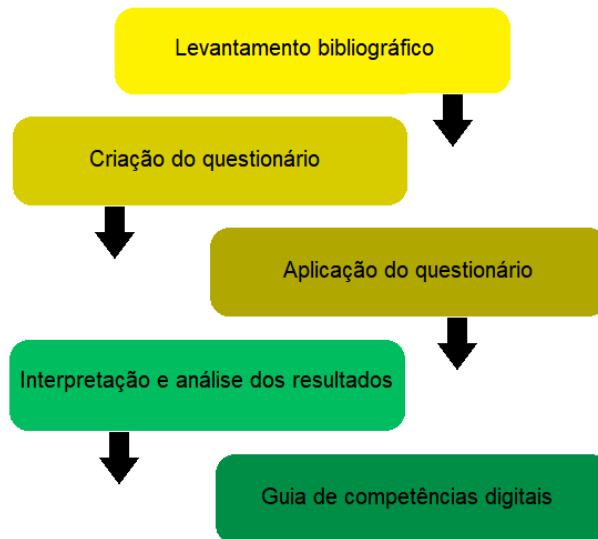 Levantamento bibliográfico
Criação do questionário
Aplicação do questionário
Interpretação e análise dos resultados
Guia de competências digitais